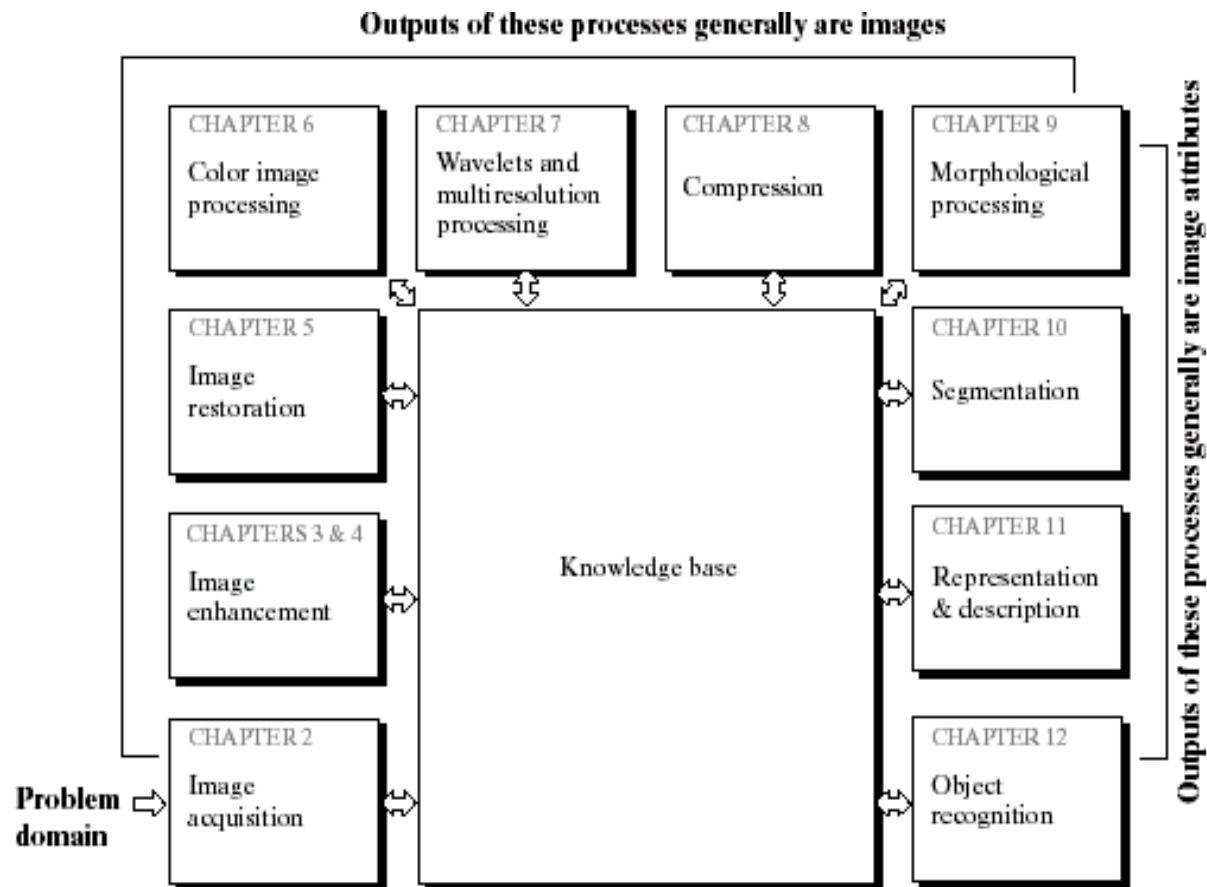 Outputs of these processes generally are images
CHAPTER 6
Color image
processing
CHAPTER 7
Wavelets and
multiresolution
processing
CHAPTER 8
Compression
CHAPTER 9
Morphological
processing
CHAPTER 5
Image
restoration
CHAPTER 10
Segmentation
CHAPTERS 3 & 4
Image
enhancement
Knowledge base
CHAPTER 11
Representation
& description
CHAPTER 2
Image
acquisition
CHAPTER 12
Object
recognition
Problem
domain
Outputs of these processes generally are image attributes